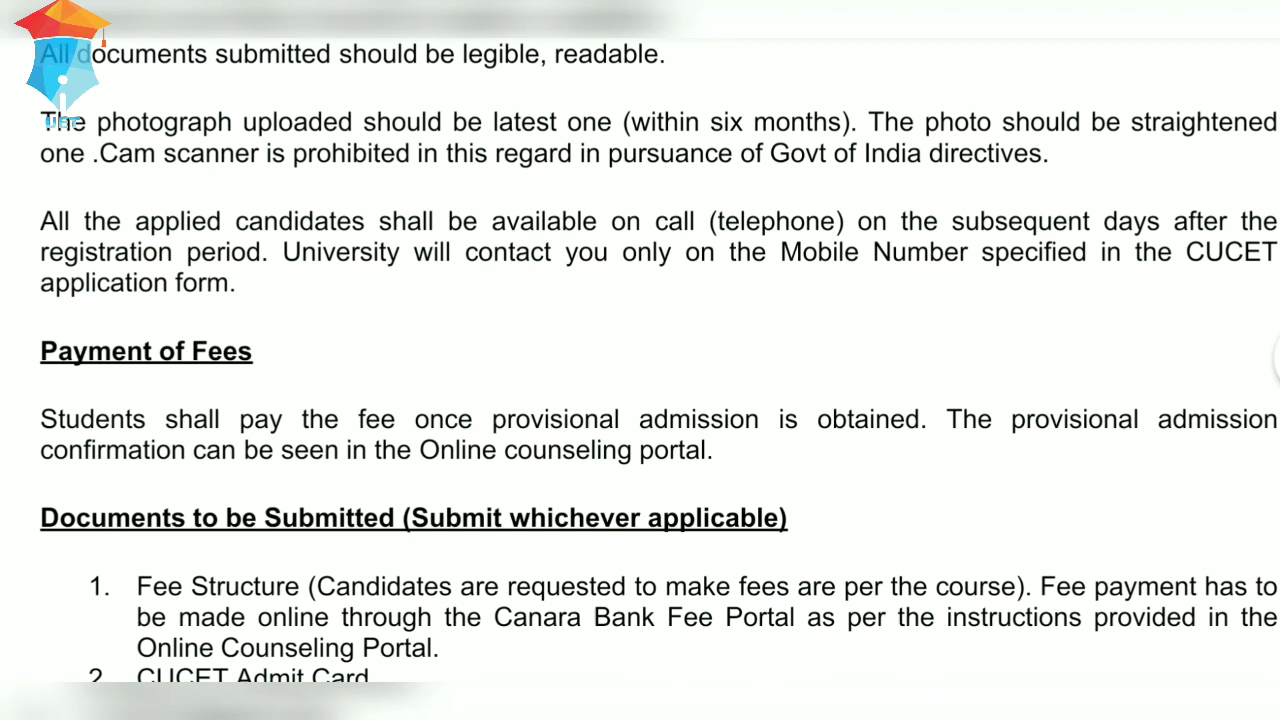 All documents submitted should be legible, readable.
The photograph uploaded should be latest one (within six months). The photo should be straightened
one .Cam scanner is prohibited in this regard in pursuance of Govt of India directives.
All the applied candidates shall be available on call (telephone) on the subsequent days after the
registration period. University will contact you only on the Mobile Number specified in the CUCET
application form.
Payment of Fees
Students shall pay the fee once provisional admission is obtained. The provisional admission
confirmation can be seen in the Online counseling portal.
Documents to be Submitted (Submit whichever applicable)
1. Fee Structure (Candidates are requested to make fees are per the course). Fee payment has to
be made online through the Canara Bank Fee Portal as per the instructions provided in the
Online Counseling Portal.
2. CUCET Admit Card